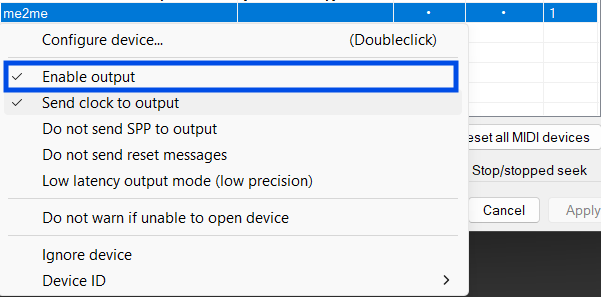 me2me • • 1
Configure device... (Doubleclick)
Enable output
Send clock to output
Do not send SPP to output
Do not send reset messages
eset all MIDI devices
Low latency output mode (low precision)
Stop/stopped seek
Do not warn if unable to open device
Cancel Apply
Ignore device
Device ID